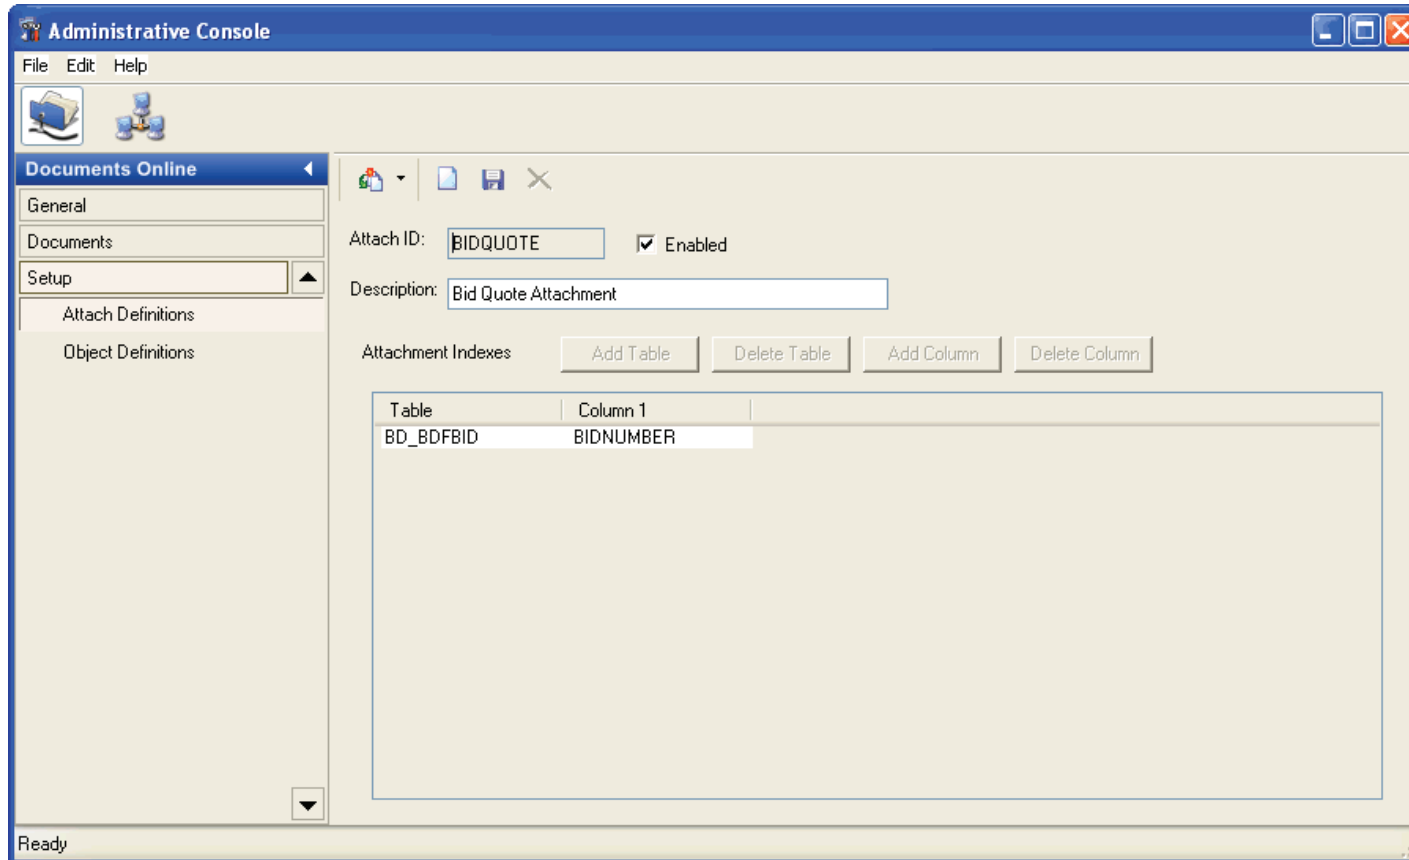 Administrative Console
File Edit Help
Documents Online
General
Documents
Setup
Attach Definitions
Object Definitions
Attach ID: BIDQUOTE Enabled
Description: Bid Quote Attachment
Attachment Indexes Add Table Delete Table Add Column Delete Column
Table Column 1
BD_BDFBID BIDNUMBER
Ready